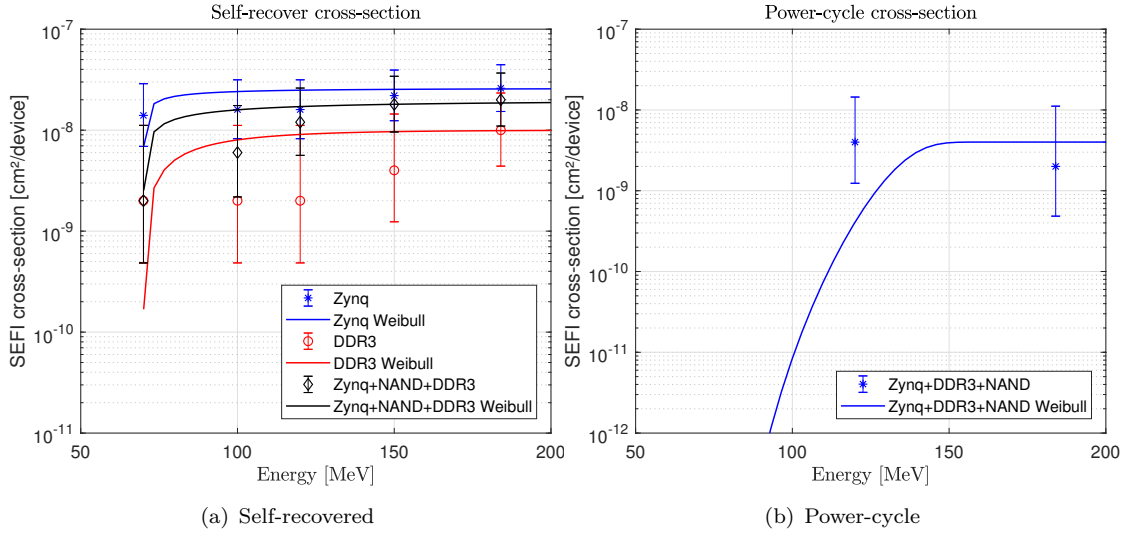 Self-recover cross-section
SEFI cross-section [cm²/device]
10⁻⁷
10⁻⁸
10⁻⁹
10⁻¹⁰
10⁻¹¹
50
100
150
200
Energy [MeV]
Zynq
Zynq Weibull
DDR3
DDR3 Weibull
Zynq+NAND+DDR3
Zynq+NAND+DDR3 Weibull
(a) Self-recovered
Power-cycle cross-section
SEFI cross-section [cm²/device]
10⁻⁷
10⁻⁸
10⁻⁹
10⁻¹⁰
10⁻¹¹
10⁻¹²
50
100
150
200
Energy [MeV]
Zynq+DDR3+NAND
Zynq+DDR3+NAND Weibull
(b) Power-cycle